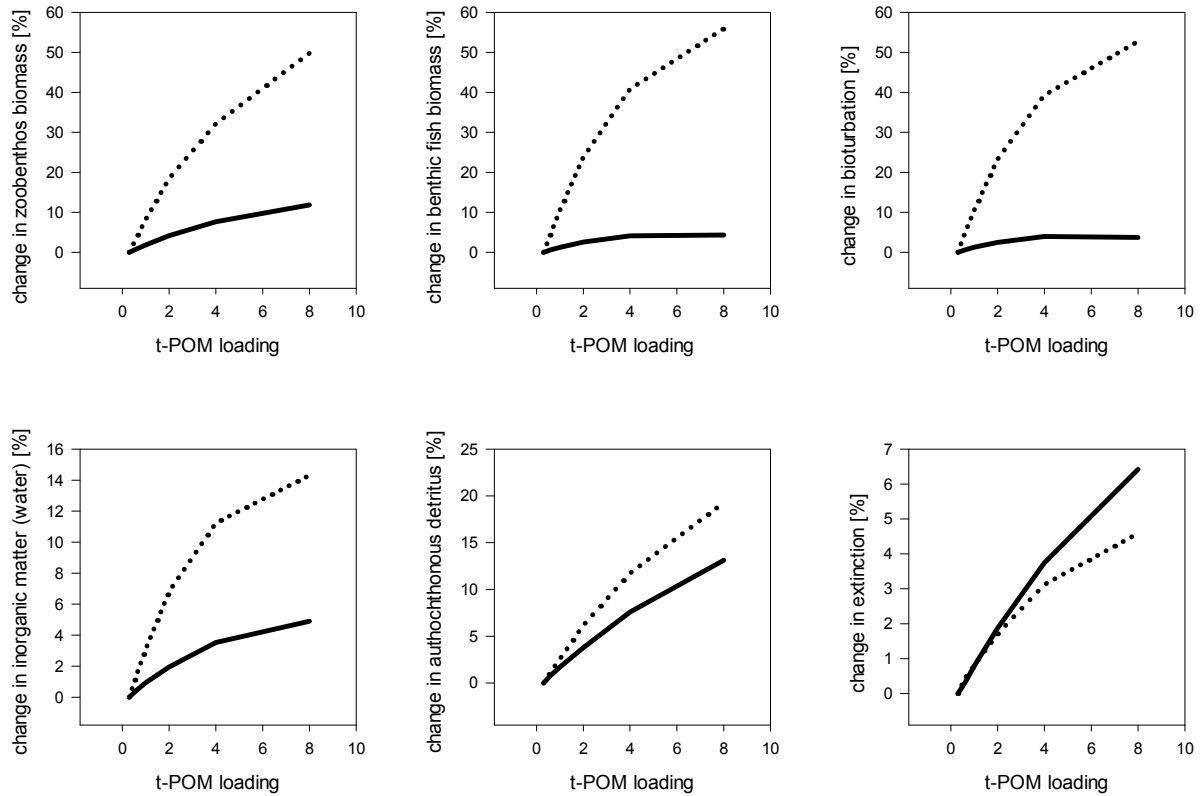 change in zoobenthos biomass [%]
60
50
40
30
20
10
0
0 2 4 6 8 10
t-POM loading
change in benthic fish biomass [%]
60
50
40
30
20
10
0
0 2 4 6 8 10
t-POM loading
change in bioturbation [%]
60
50
40
30
20
10
0
0 2 4 6 8 10
t-POM loading
change in inorganic matter (water) [%]
16
14
12
10
8
6
4
2
0
0 2 4 6 8 10
t-POM loading
change in authochthonous detritus [%]
25
20
15
10
5
0
0 2 4 6 8 10
t-POM loading
change in extinction [%]
7
6
5
4
3
2
1
0
0 2 4 6 8 10
t-POM loading